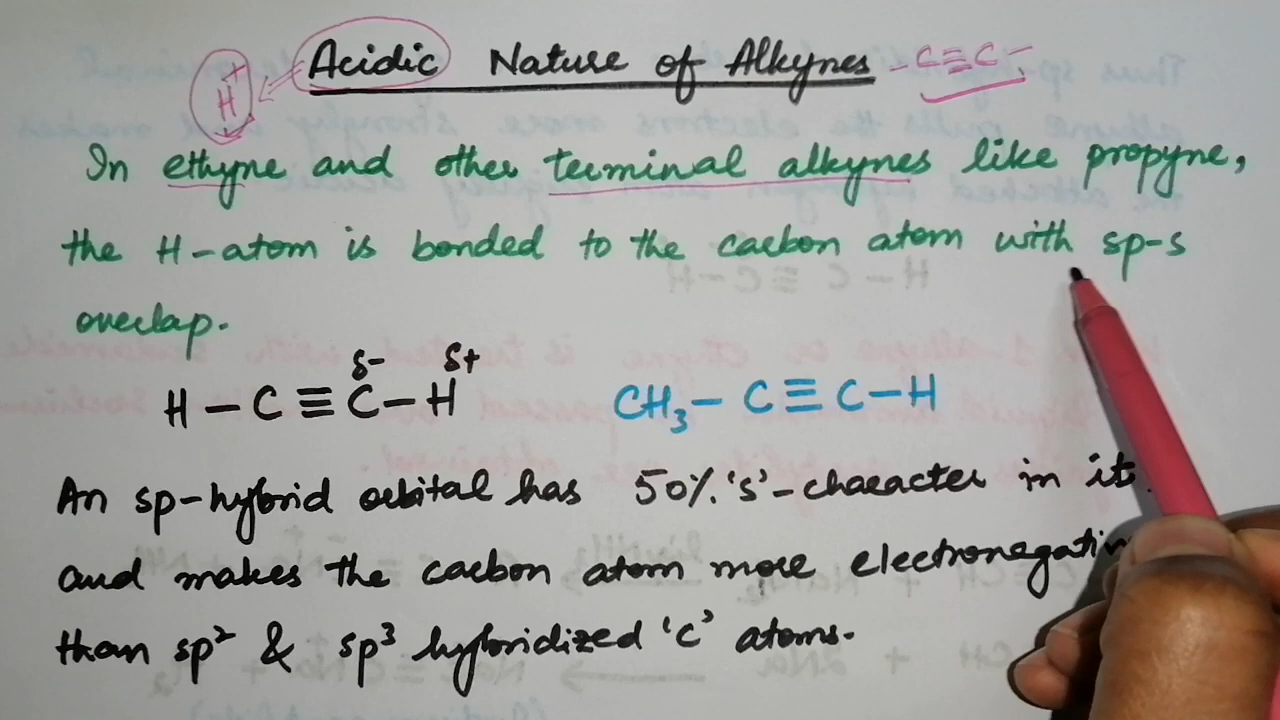 Acidic Nature of Alkynes -C≡C-
H+
In ethyne and other terminal alkynes like propyne,
the H-atom is bonded to the carbon atom with sp-s
overlap.
δ- δ+
H-C≡C-H CH₃-C≡C-H
An sp-hybrid orbital has 50% 's'-character in it.
and makes the carbon atom more
than sp² & sp³ hybridized 'C' atoms.